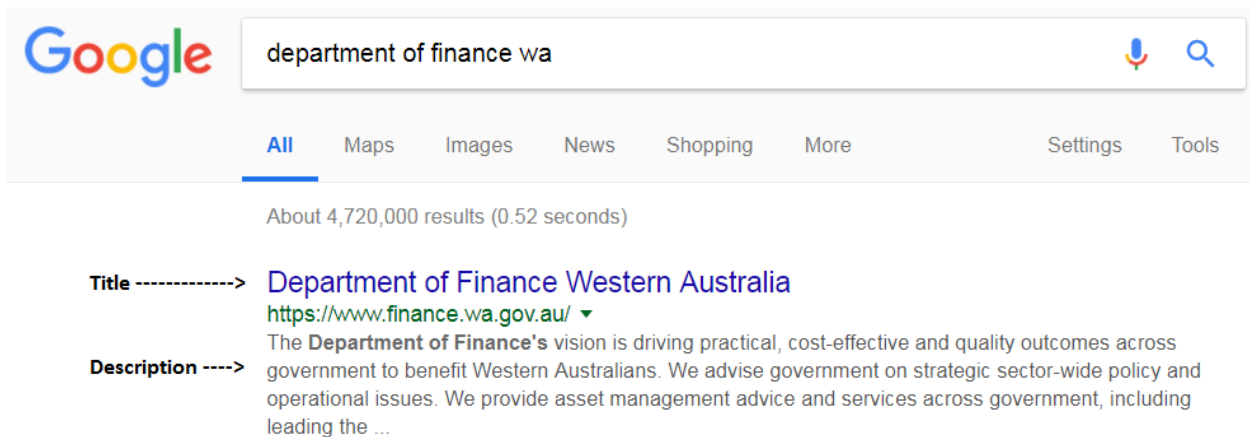 Google department of finance wa
All Maps Images News Shopping More Settings Tools
About 4,720,000 results (0.52 seconds)
Title -------------> Department of Finance Western Australia
https://www.finance.wa.gov.au/
The Department of Finance's vision is driving practical, cost-effective and quality outcomes across
Description ----> government to benefit Western Australians. We advise government on strategic sector-wide policy and
operational issues. We provide asset management advice and services across government, including
leading the ...